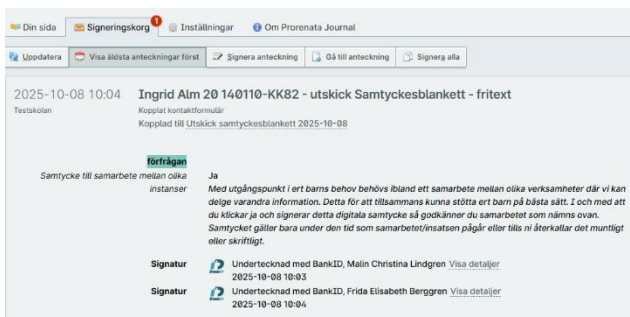 Din sida Signeringskorg 1 Inställningar Om Prorenata Journal
Uppdatera Visa äldsta anteckningar först Signera anteckning Gå till anteckning Signera alla
2025-10-08 10:04 Ingrid Alm 20 140110-KK82 - utskick Samtyckesblankett - fritext
Testskolan Kopplat kontaktformulär
Kopplad till Utskick samtyckesblankett 2025-10-08
förfrågan
Samtycke till samarbete mellan olika instanser Ja
Med utgångspunkt i ert barns behov behövs ibland ett samarbete mellan olika verksamheter där vi kan
delge varandra information. Detta för att tillsammans kunna stötta ert barn på bästa sätt. I och med att
du klickar ja och signerar detta digitala samtycke så godkänner du samarbetet som nämns ovan.
Samtycket gäller bara under den tid som samarbetet/insatsen pågår eller tills ni återkallar det muntligt
eller skriftligt.
Signatur Undertecknad med BankID, Malin Christina Lindgren Visa detaljer
2025-10-08 10:03
Signatur Undertecknad med BankID, Frida Elisabeth Berggren Visa detaljer
2025-10-08 10:04